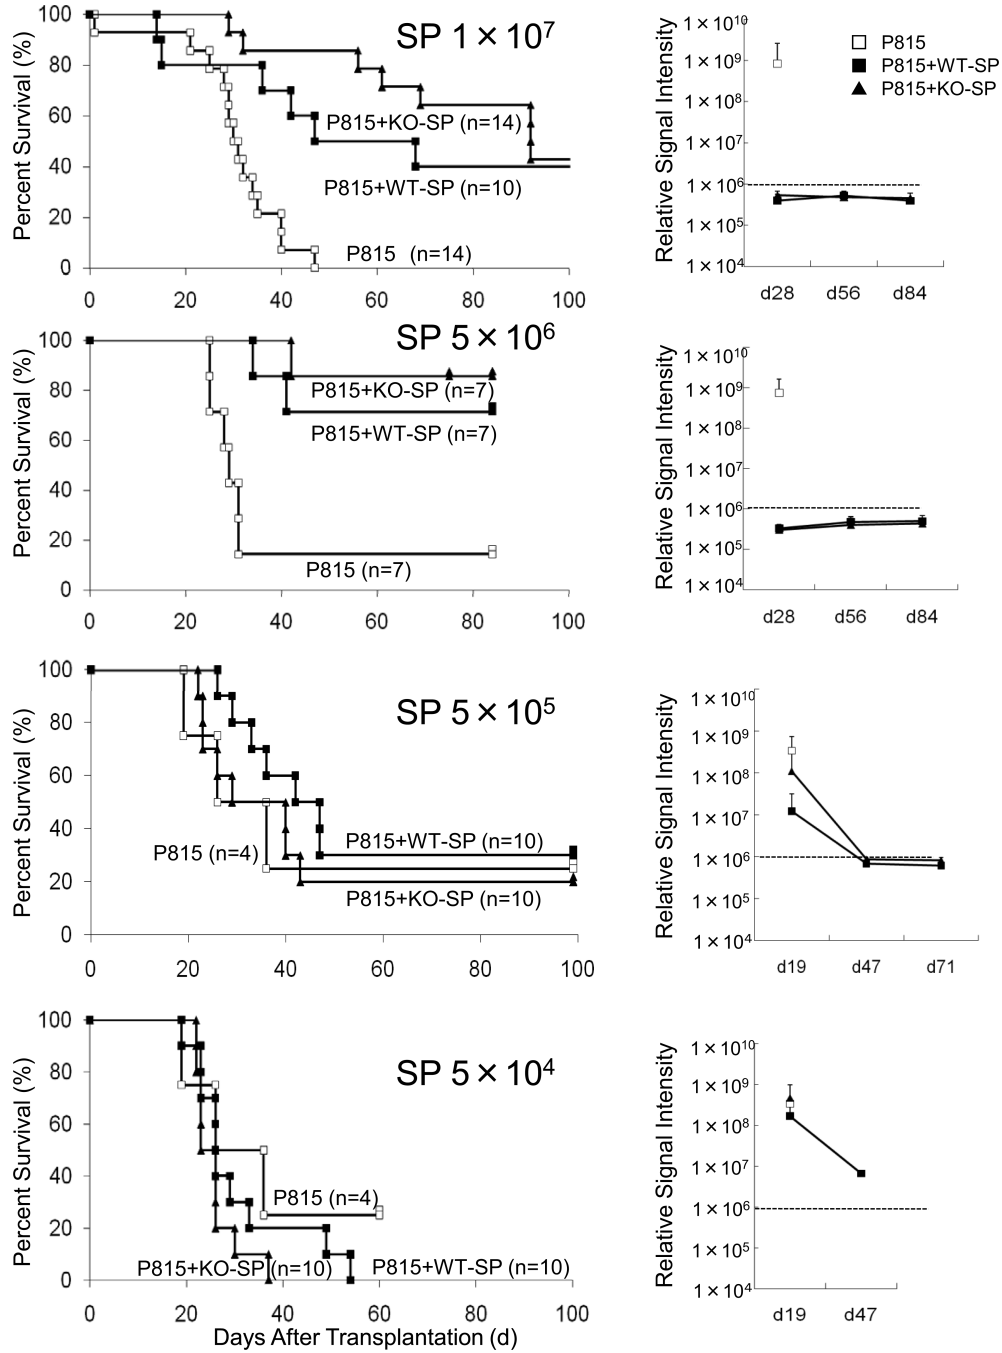 SP 1×10⁷
Percent Survival (%)
100
80
60
40
20
0
P815+KO-SP (n=14)
P815+WT-SP (n=10)
P815 (n=14)
0 20 40 60 80 100
Relative Signal Intensity
1×10¹⁰
1×10⁹
1×10⁸
1×10⁷
1×10⁶
1×10⁵
1×10⁴
P815
P815+WT-SP
P815+KO-SP
d28 d56 d84
SP 5×10⁶
Percent Survival (%)
100
80
60
40
20
0
P815+KO-SP (n=7)
P815+WT-SP (n=7)
P815 (n=7)
0 20 40 60 80 100
Relative Signal Intensity
1×10¹⁰
1×10⁹
1×10⁸
1×10⁷
1×10⁶
1×10⁵
1×10⁴
d28 d56 d84
SP 5×10⁵
Percent Survival (%)
100
80
60
40
20
0
P815+WT-SP (n=10)
P815 (n=4)
P815+KO-SP (n=10)
0 20 40 60 80 100
Relative Signal Intensity
1×10¹⁰
1×10⁹
1×10⁸
1×10⁷
1×10⁶
1×10⁵
1×10⁴
d19 d47 d71
SP 5×10⁴
Percent Survival (%)
100
80
60
40
20
0
P815 (n=4)
P815+KO-SP (n=10)
P815+WT-SP (n=10)
0 20 40 60 80 100
Days After Transplantation (d)
Relative Signal Intensity
1×10¹⁰
1×10⁹
1×10⁸
1×10⁷
1×10⁶
1×10⁵
1×10⁴
d19 d47